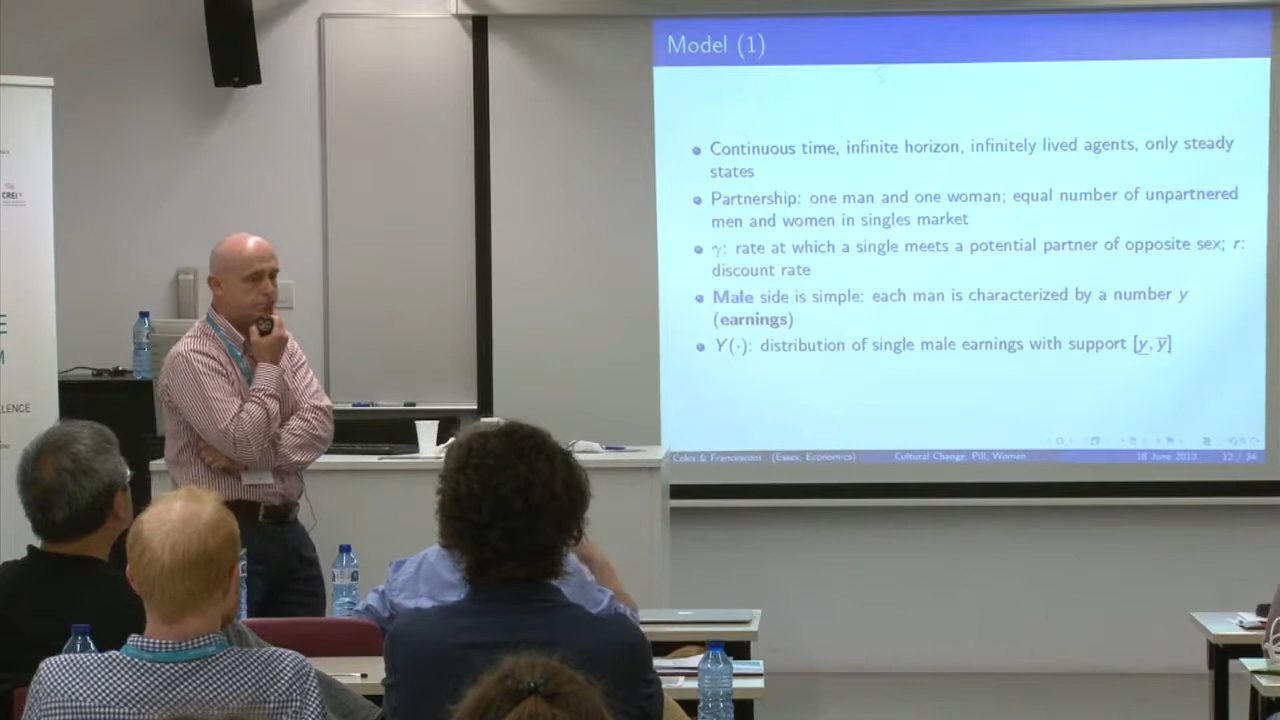 Model (1)
Continuous time, infinite horizon, infinitely lived agents, only steady
states
Partnership: one man and one woman; equal number of unpartnered
men and women in singles market
γ: rate at which a single meets a potential partner of opposite sex; r:
discount rate
Male side is simple: each man is characterized by a number y
(earnings)
Y(·): distribution of single male earnings with support [y, y̅]
Coles & Francesconi (Essex, Economics)
Cultural Change, Pill, Women
18 June 2013
12 / 34
CREi
E
M
LENCE